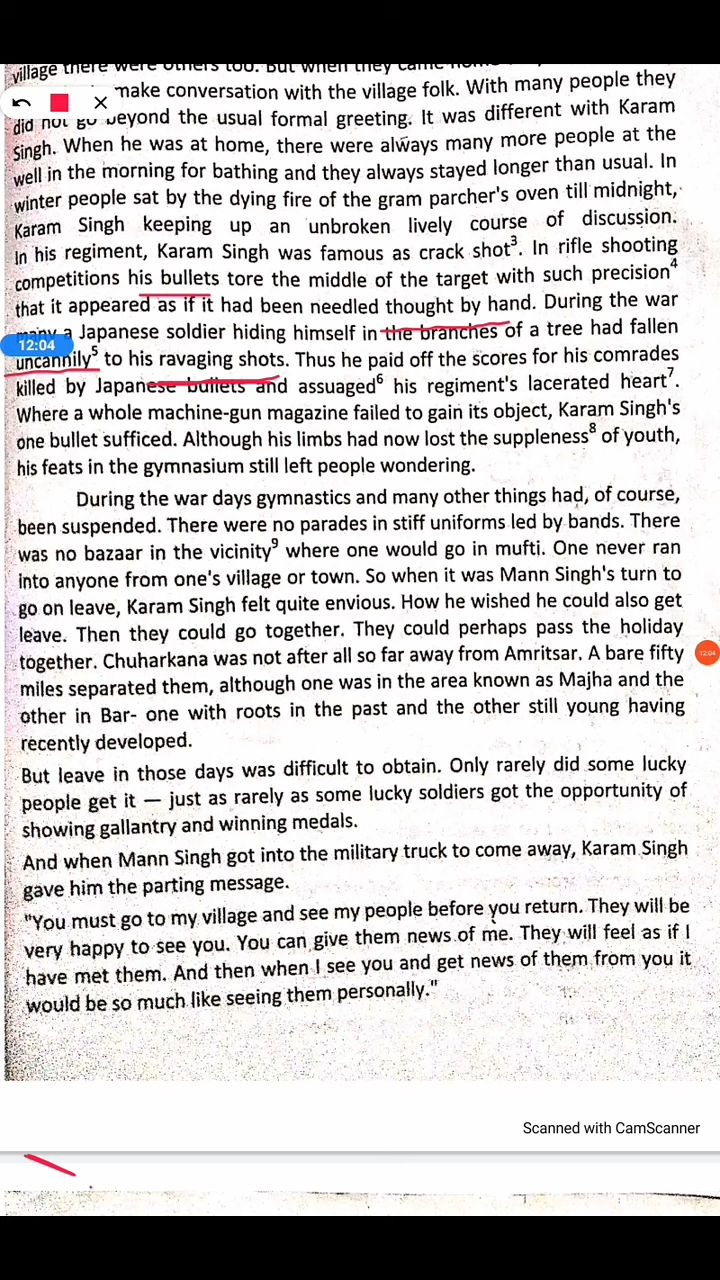 village there were others too. But when they came
make conversation with the village folk. With many people they
did not go beyond the usual formal greeting. It was different with Karam
Singh. When he was at home, there were always many more people at the
well in the morning for bathing and they always stayed longer than usual. In
winter people sat by the dying fire of the gram parcher's oven till midnight,
Karam Singh keeping up an unbroken lively course of discussion.
In his regiment, Karam Singh was famous as crack shot³. In rifle shooting
competitions his bullets tore the middle of the target with such precision⁴
that it appeared as if it had been needled thought by hand. During the war
many a Japanese soldier hiding himself in the branches of a tree had fallen
12:04
uncannily⁵ to his ravaging shots. Thus he paid off the scores for his comrades
killed by Japanese bullets and assuaged⁶ his regiment's lacerated heart⁷.
Where a whole machine-gun magazine failed to gain its object, Karam Singh's
one bullet sufficed. Although his limbs had now lost the suppleness⁸ of youth,
his feats in the gymnasium still left people wondering.
During the war days gymnastics and many other things had, of course,
been suspended. There were no parades in stiff uniforms led by bands. There
was no bazaar in the vicinity⁹ where one would go in mufti. One never ran
into anyone from one's village or town. So when it was Mann Singh's turn to
go on leave, Karam Singh felt quite envious. How he wished he could also get
leave. Then they could go together. They could perhaps pass the holiday
together. Chuharkana was not after all so far away from Amritsar. A bare fifty
12:04
miles separated them, although one was in the area known as Majha and the
other in Bar- one with roots in the past and the other still young having
recently developed.
But leave in those days was difficult to obtain. Only rarely did some lucky
people get it — just as rarely as some lucky soldiers got the opportunity of
showing gallantry and winning medals.
And when Mann Singh got into the military truck to come away, Karam Singh
gave him the parting message.
"You must go to my village and see my people before you return. They will be
very happy to see you. You can give them news of me. They will feel as if I
have met them. And then when I see you and get news of them from you it
would be so much like seeing them personally."
Scanned with CamScanner